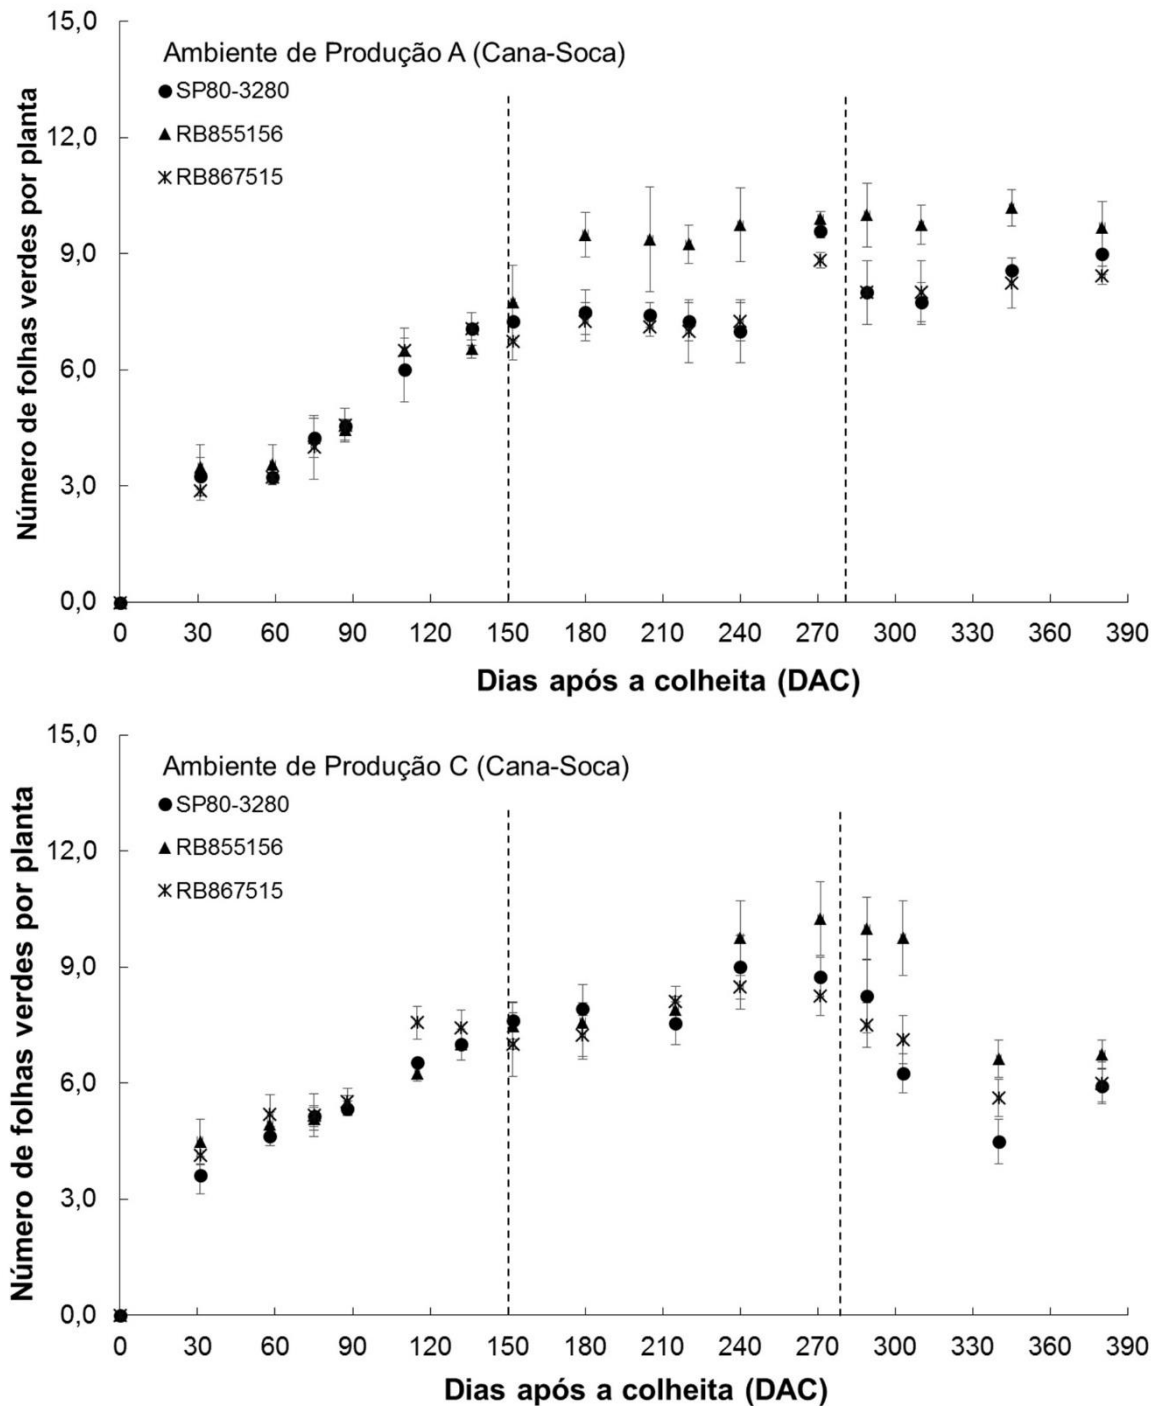 15,0
Ambiente de Produção A (Cana-Soca)
SP80-3280
RB855156
RB867515
12,0
9,0
6,0
3,0
0,0
Número de folhas verdes por planta
0 30 60 90 120 150 180 210 240 270 300 330 360 390
Dias após a colheita (DAC)
15,0
Ambiente de Produção C (Cana-Soca)
SP80-3280
RB855156
RB867515
12,0
9,0
6,0
3,0
0,0
Número de folhas verdes por planta
0 30 60 90 120 150 180 210 240 270 300 330 360 390
Dias após a colheita (DAC)